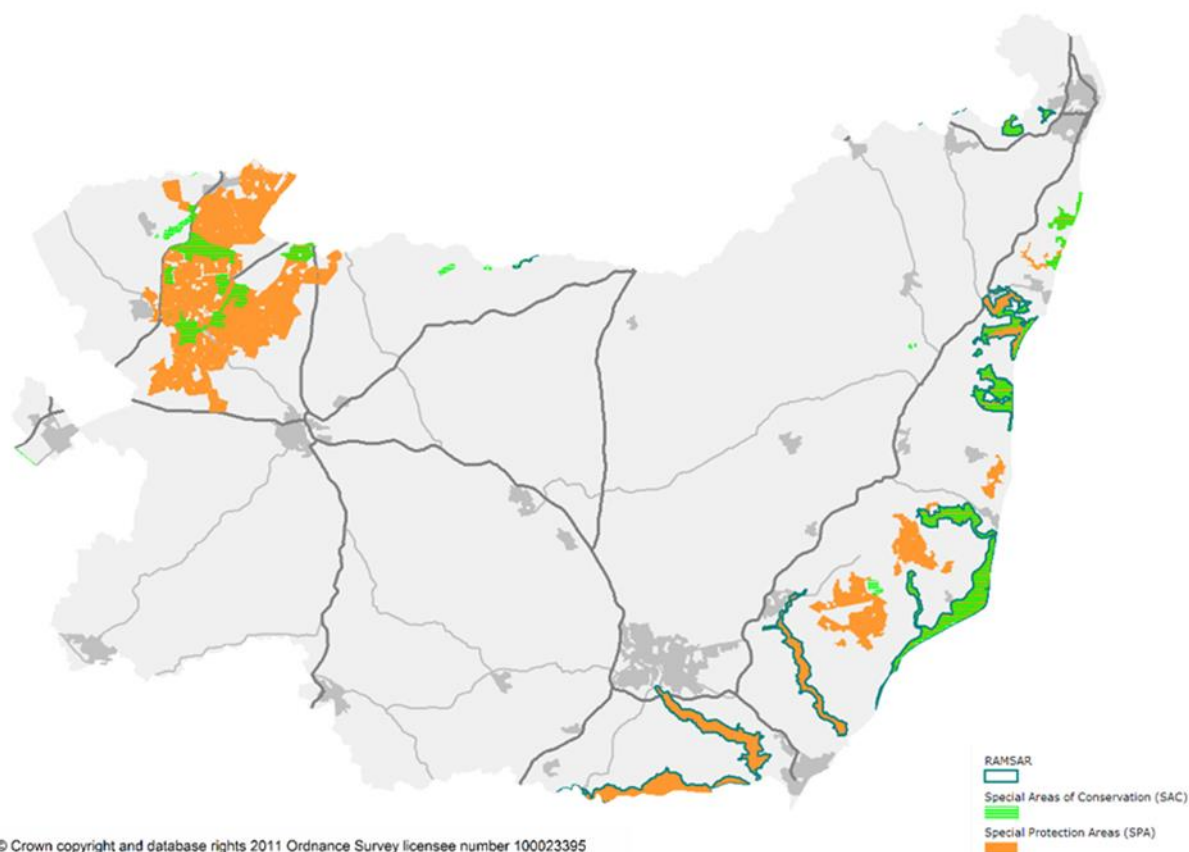 RAMSAR
Special Areas of Conservation (SAC)
Special Protection Areas (SPA)
© Crown copyright and database rights 2011 Ordnance Survey licensee number 100023395